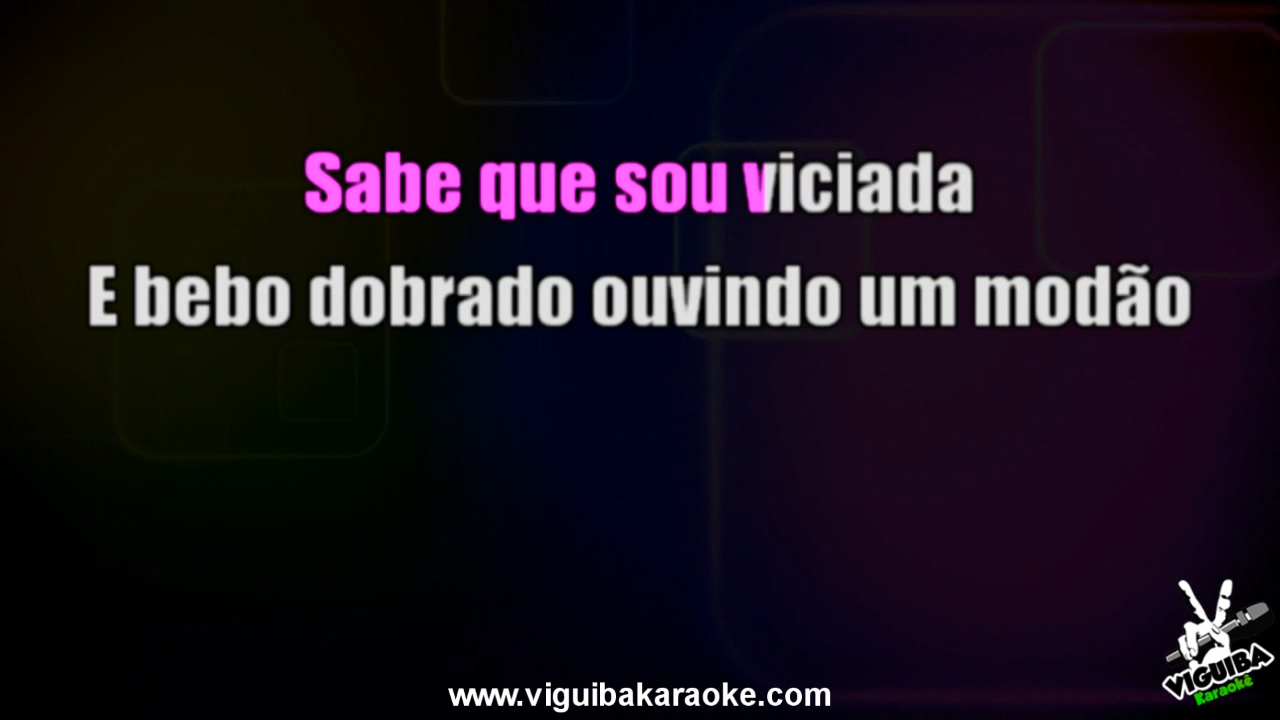 Sabe que sou viciada
E bebo dobrado ouvindo um modão
VIGUIBA
Karaokê
www.viguibakaraoke.com